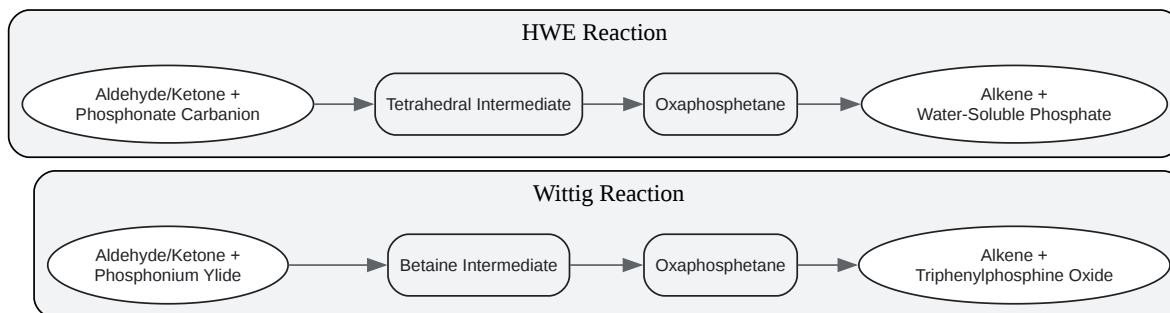 HWE Reaction
Aldehyde/Ketone +
Phosphonate Carbanion
Tetrahedral Intermediate
Oxaphosphetane
Alkene +
Water-Soluble Phosphate
Wittig Reaction
Aldehyde/Ketone +
Phosphonium Ylide
Betaine Intermediate
Oxaphosphetane
Alkene +
Triphenylphosphine Oxide